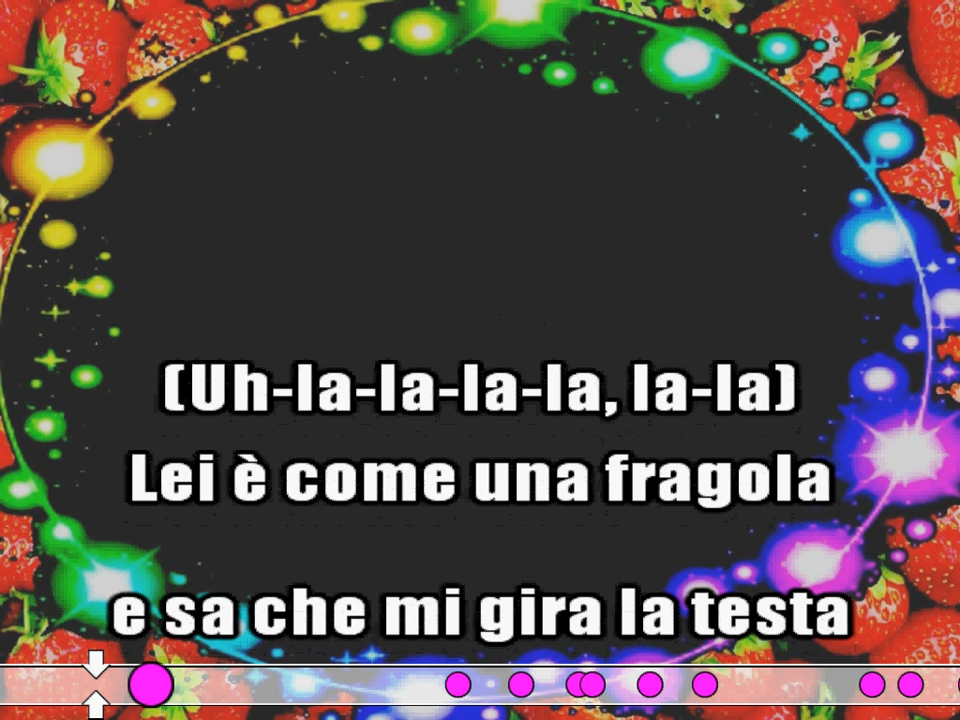 (Uh-la-la-la-la, la-la)
Lei è come una fragola
e sa che mi gira la testa